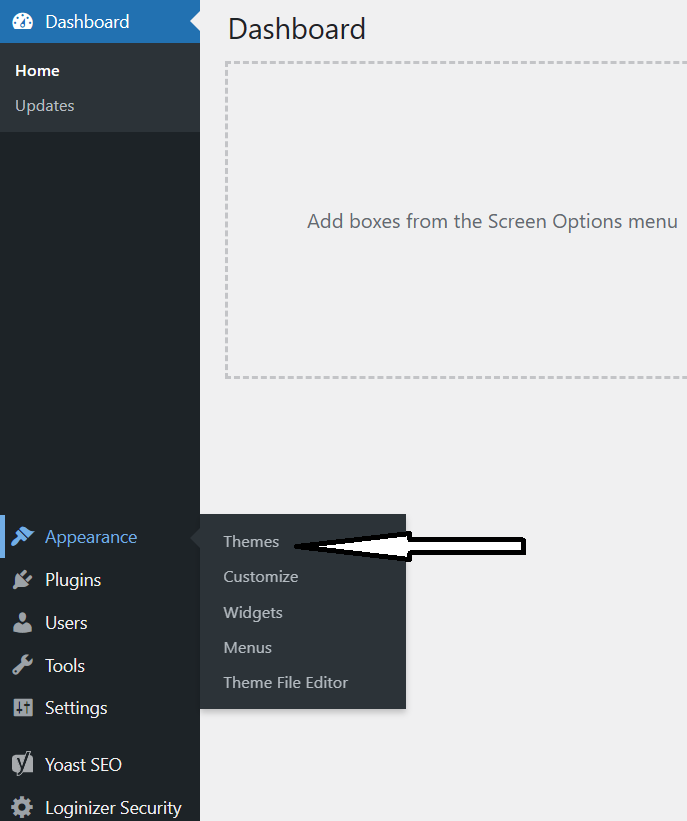 Dashboard
Home
Updates
Dashboard
Add boxes from the Screen Options menu
Appearance
Plugins
Users
Tools
Settings
Yoast SEO
Loginizer Security
Themes
Customize
Widgets
Menus
Theme File Editor